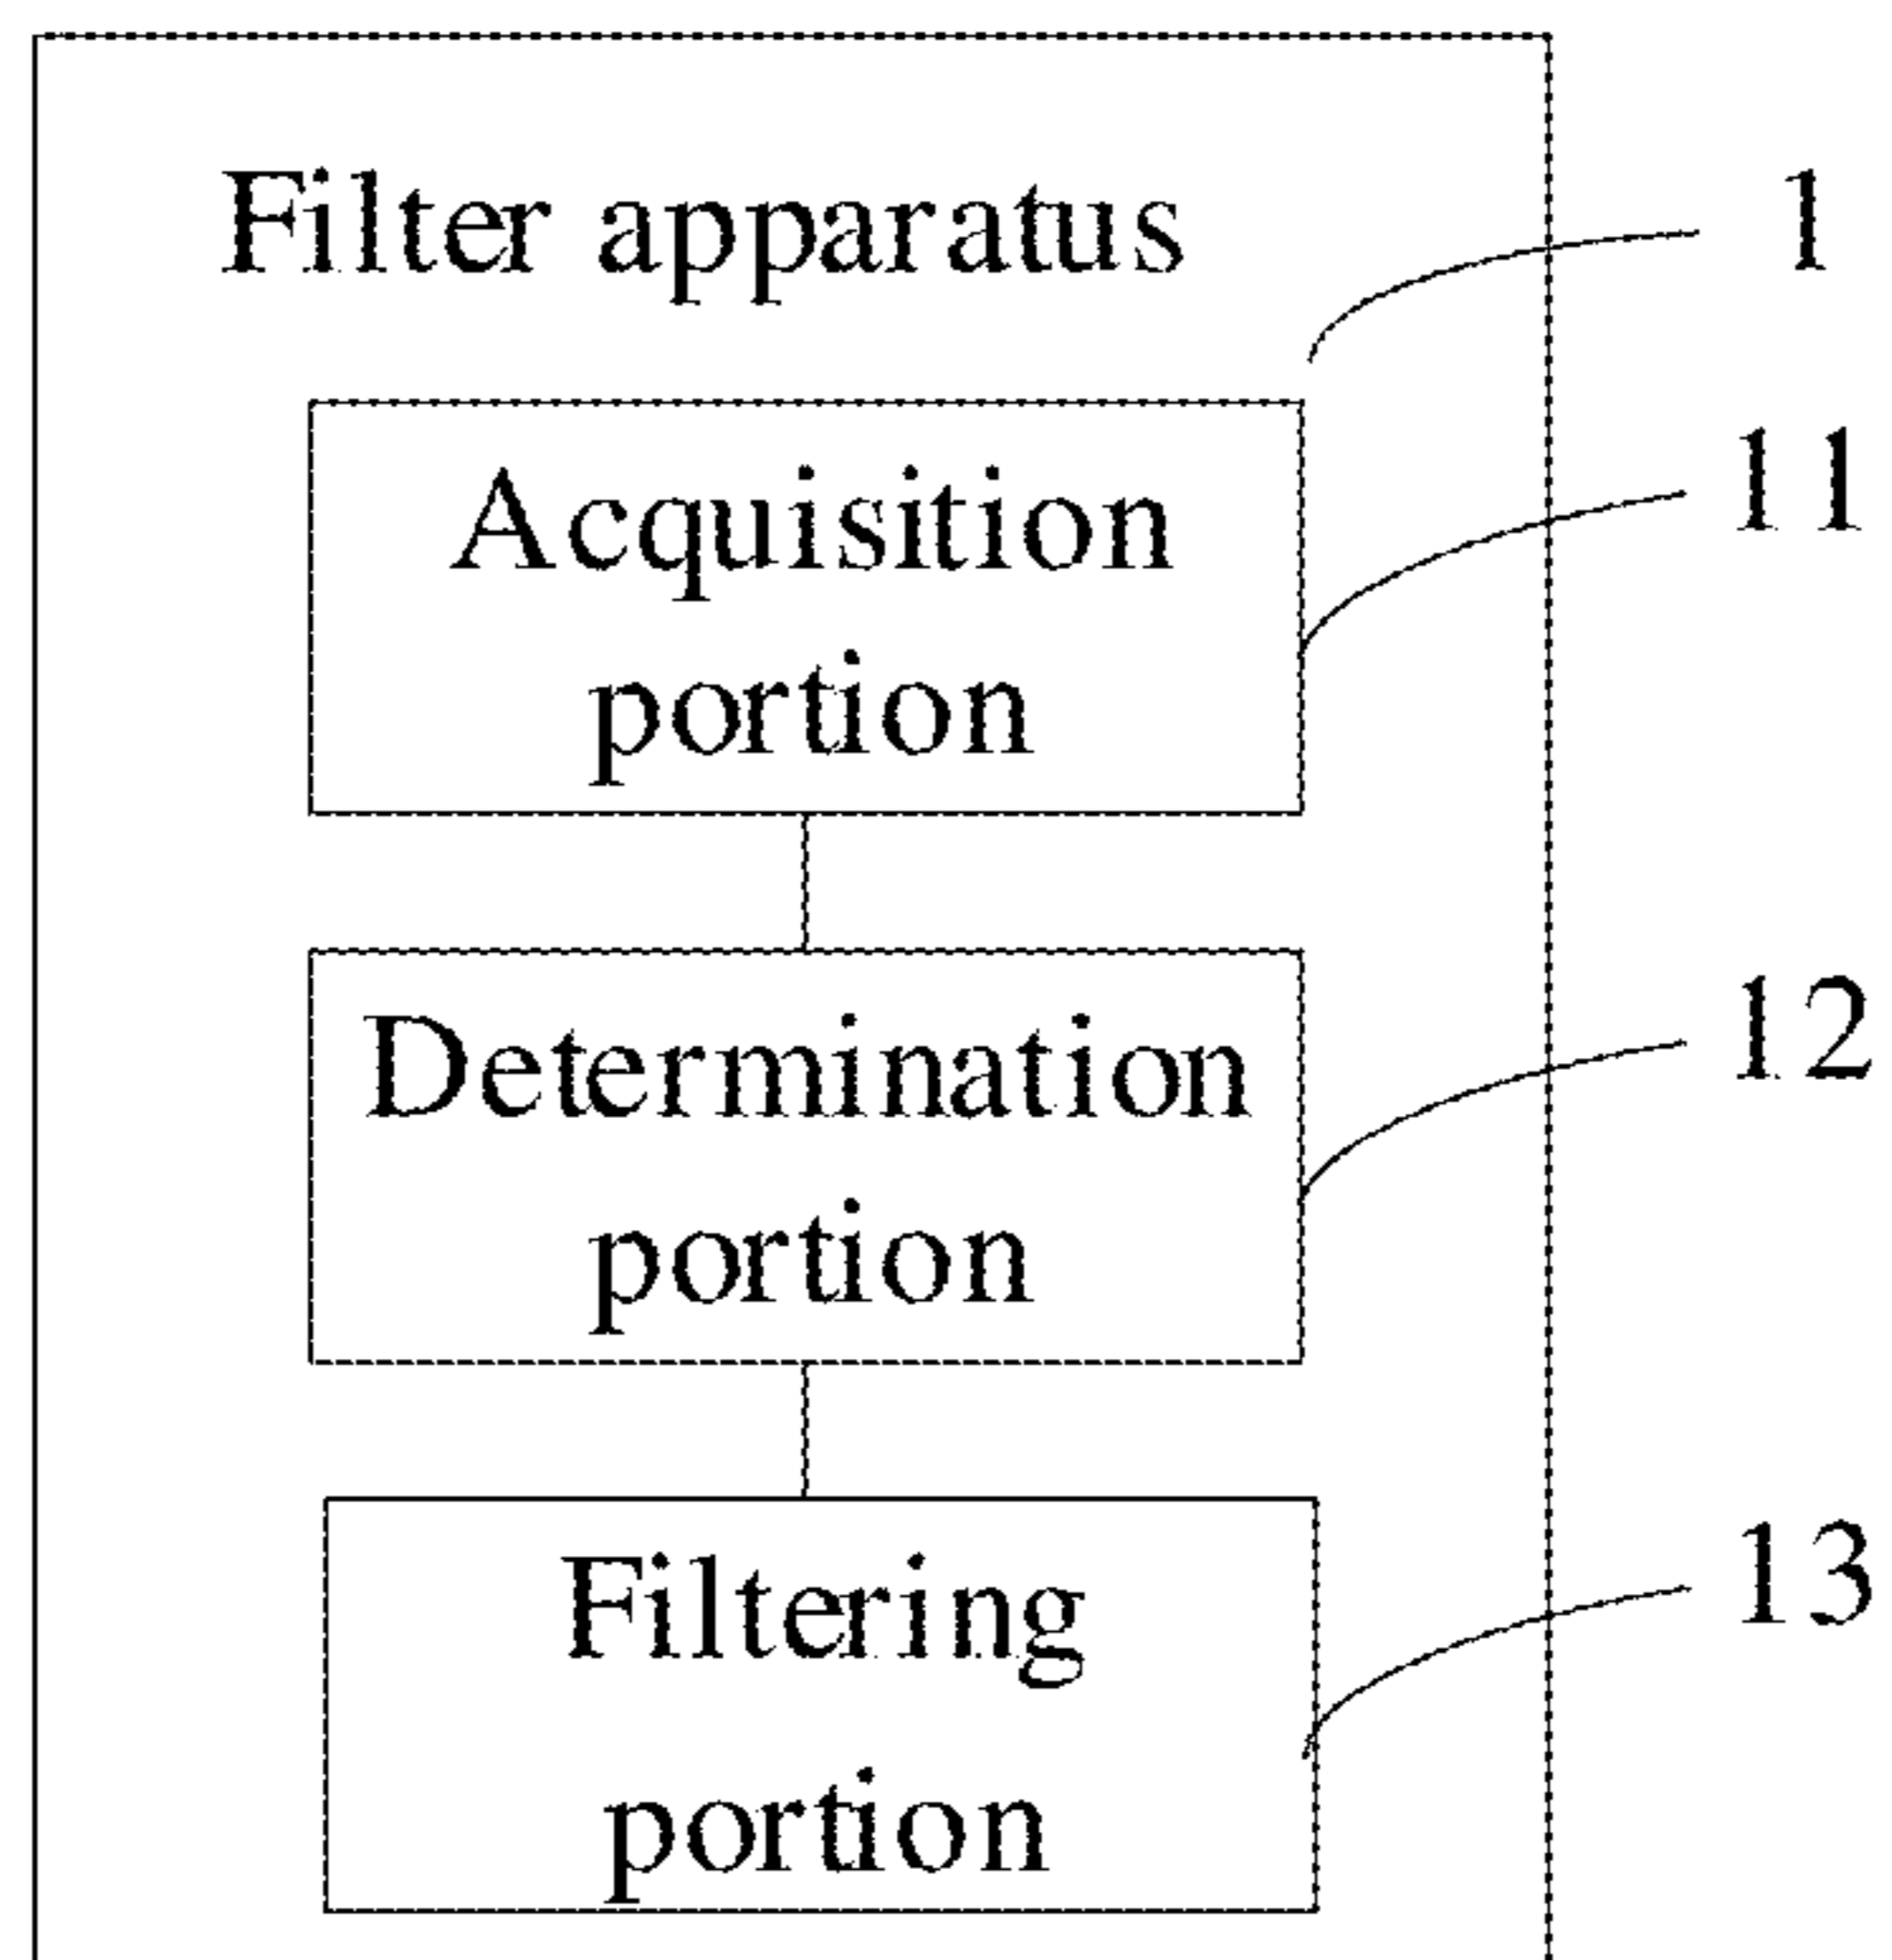 Filter apparatus
1
Acquisition
portion
11
Determination
portion
12
Filtering
portion
13